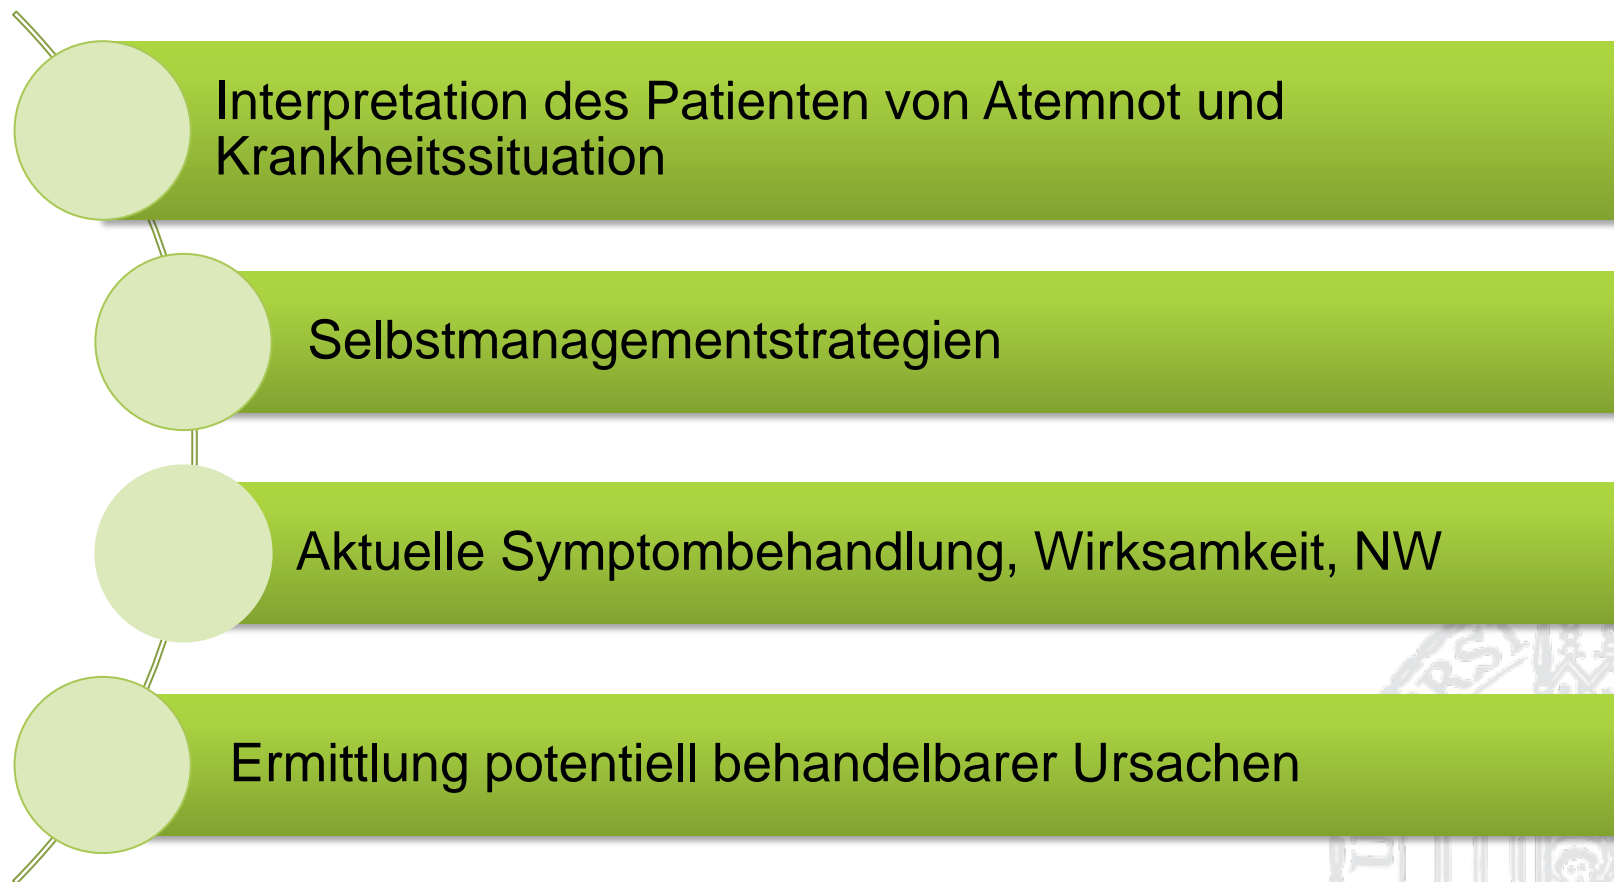 Interpretation des Patienten von Atemnot und
Krankheitssituation
Selbstmanagementstrategien
Aktuelle Symptombehandlung, Wirksamkeit, NW
Ermittlung potentiell behandelbarer Ursachen